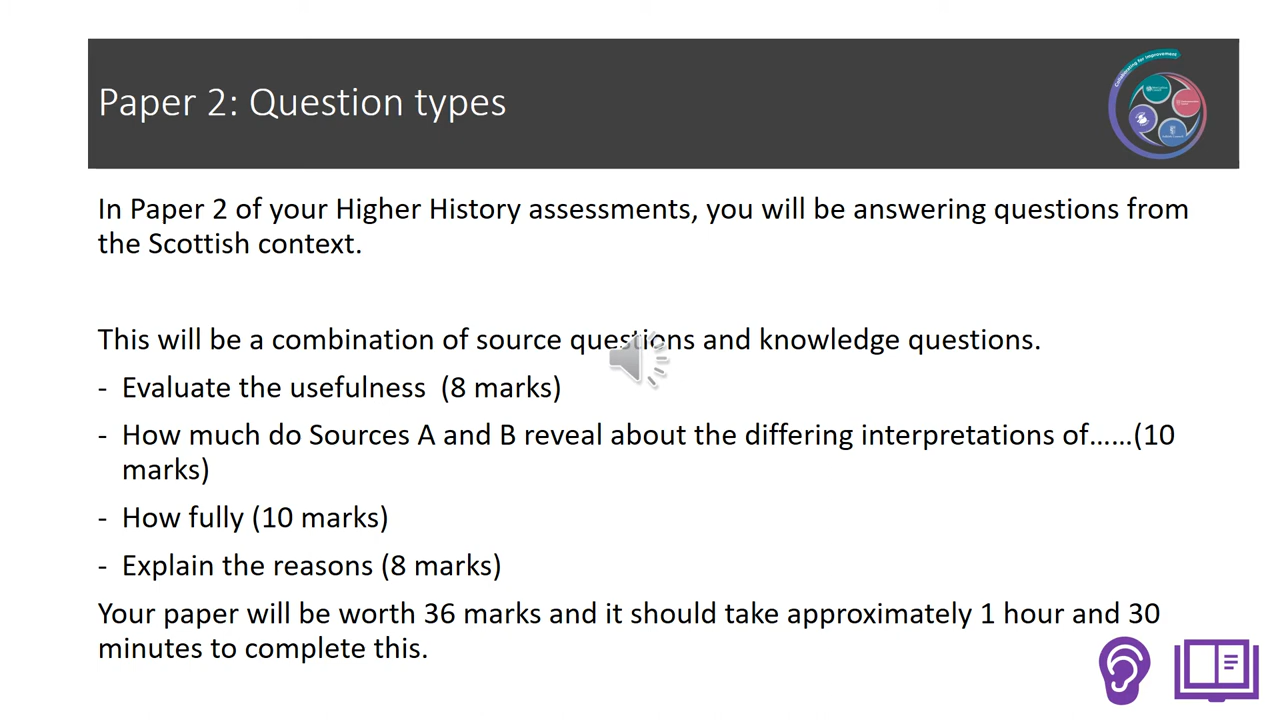 Paper 2: Question types
Collaborating for Improvement
In Paper 2 of your Higher History assessments, you will be answering questions from
the Scottish context.
This will be a combination of source questions and knowledge questions.
- Evaluate the usefulness  (8 marks)
- How much do Sources A and B reveal about the differing interpretations of……(10
marks)
- How fully (10 marks)
- Explain the reasons (8 marks)
Your paper will be worth 36 marks and it should take approximately 1 hour and 30
minutes to complete this.